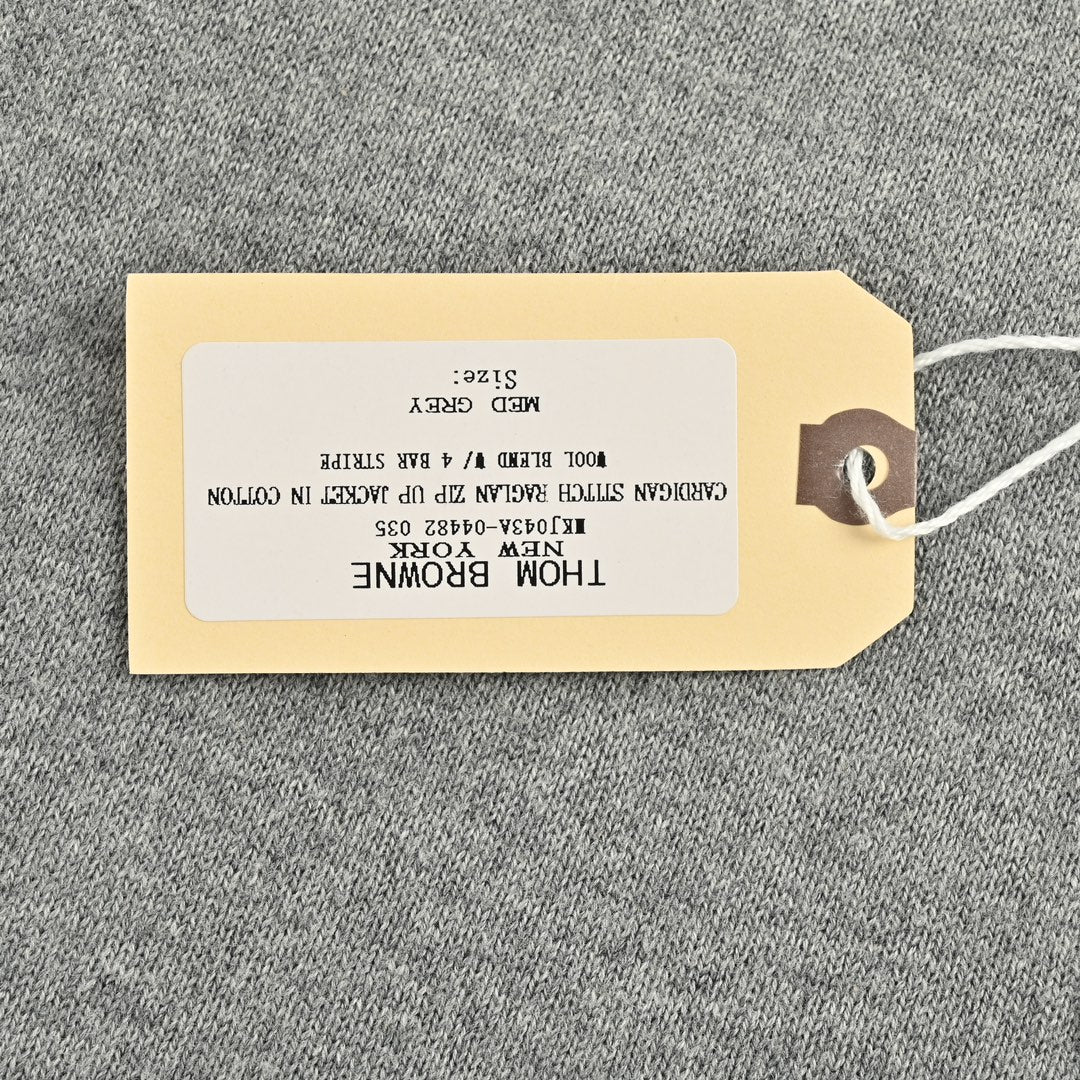 THOM BROWNE
NEW YORK
MKJ043A-04482 035
CARDIGAN STITCH RAGLAN ZIP UP JACKET IN COTTON
WOOL BLEND W/ 4 BAR STRIPE
MED GREY
Size: